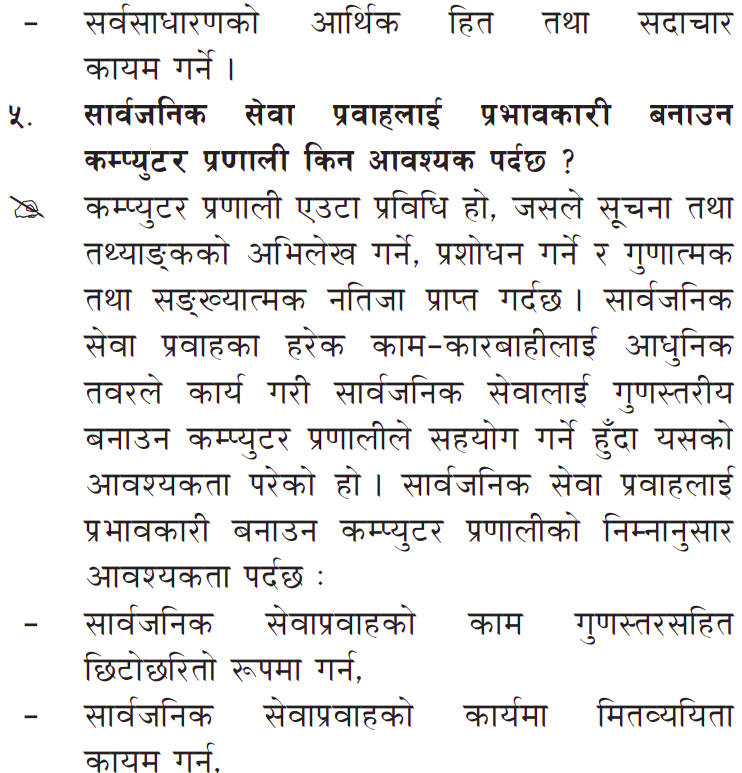 - सर्वसाधारणको आर्थिक हित तथा सदाचार
कायम गर्ने ।
५. सार्वजनिक सेवा प्रवाहलाई प्रभावकारी बनाउन
कम्प्युटर प्रणाली किन आवश्यक पर्दछ ?
कम्प्युटर प्रणाली एउटा प्रविधि हो, जसले सूचना तथा
तथ्याङ्कको अभिलेख गर्ने, प्रशोधन गर्ने र गुणात्मक
तथा सङ्ख्यात्मक नतिजा प्राप्त गर्दछ । सार्वजनिक
सेवा प्रवाहका हरेक काम-कारबाहीलाई आधुनिक
तवरले कार्य गरी सार्वजनिक सेवालाई गुणस्तरीय
बनाउन कम्प्युटर प्रणालीले सहयोग गर्ने हुँदा यसको
आवश्यकता परेको हो । सार्वजनिक सेवा प्रवाहलाई
प्रभावकारी बनाउन कम्प्युटर प्रणालीको निम्नानुसार
आवश्यकता पर्दछ :
- सार्वजनिक सेवाप्रवाहको काम गुणस्तरसहित
छिटोछरितो रूपमा गर्न,
- सार्वजनिक सेवाप्रवाहको कार्यमा मितव्ययिता
कायम गर्न,